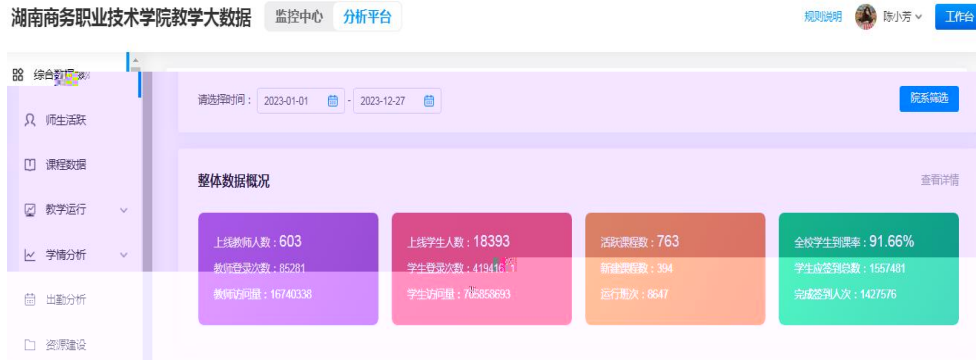 湖南商务职业技术学院教学大数据 监控中心 分析平台 规则说明 陈小芳 工作台
综合数据
请选择时间： 2023-01-01 - 2023-12-27 院系筛选
师生活跃
课程数据
整体数据概况 查看详情
教学运行
上线教师人数：603 上线学生人数：18393 活跃课程数：763 全校学生到课率：91.66%
学情分析
教师登录次数：85281 学生登录次数： 新建课程数：394 学生应签到总数：1557481
出勤分析
教师访问量：16740338 学生访问量：705858693 运行班次：8647 完成签到人次：1427576
资源建设